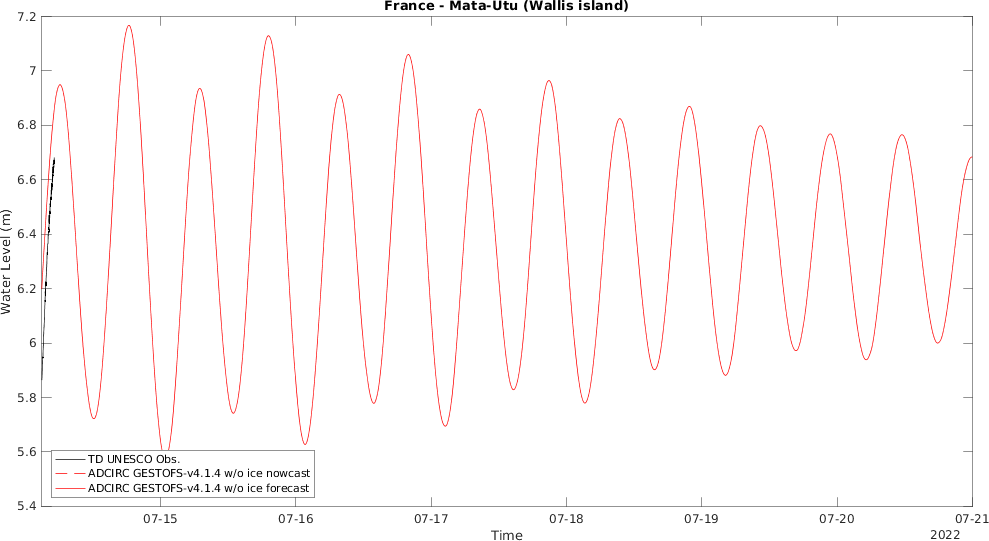 France - Mata-Utu (Wallis island)
7.2
7
6.8
6.6
6.4
6.2
6
5.8
5.6
5.4
Water Level (m)
TD UNESCO Obs.
ADCIRC GESTOFS-v4.1.4 w/o ice nowcast
ADCIRC GESTOFS-v4.1.4 w/o ice forecast
07-15 07-16 07-17 07-18 07-19 07-20 07-21
Time
2022